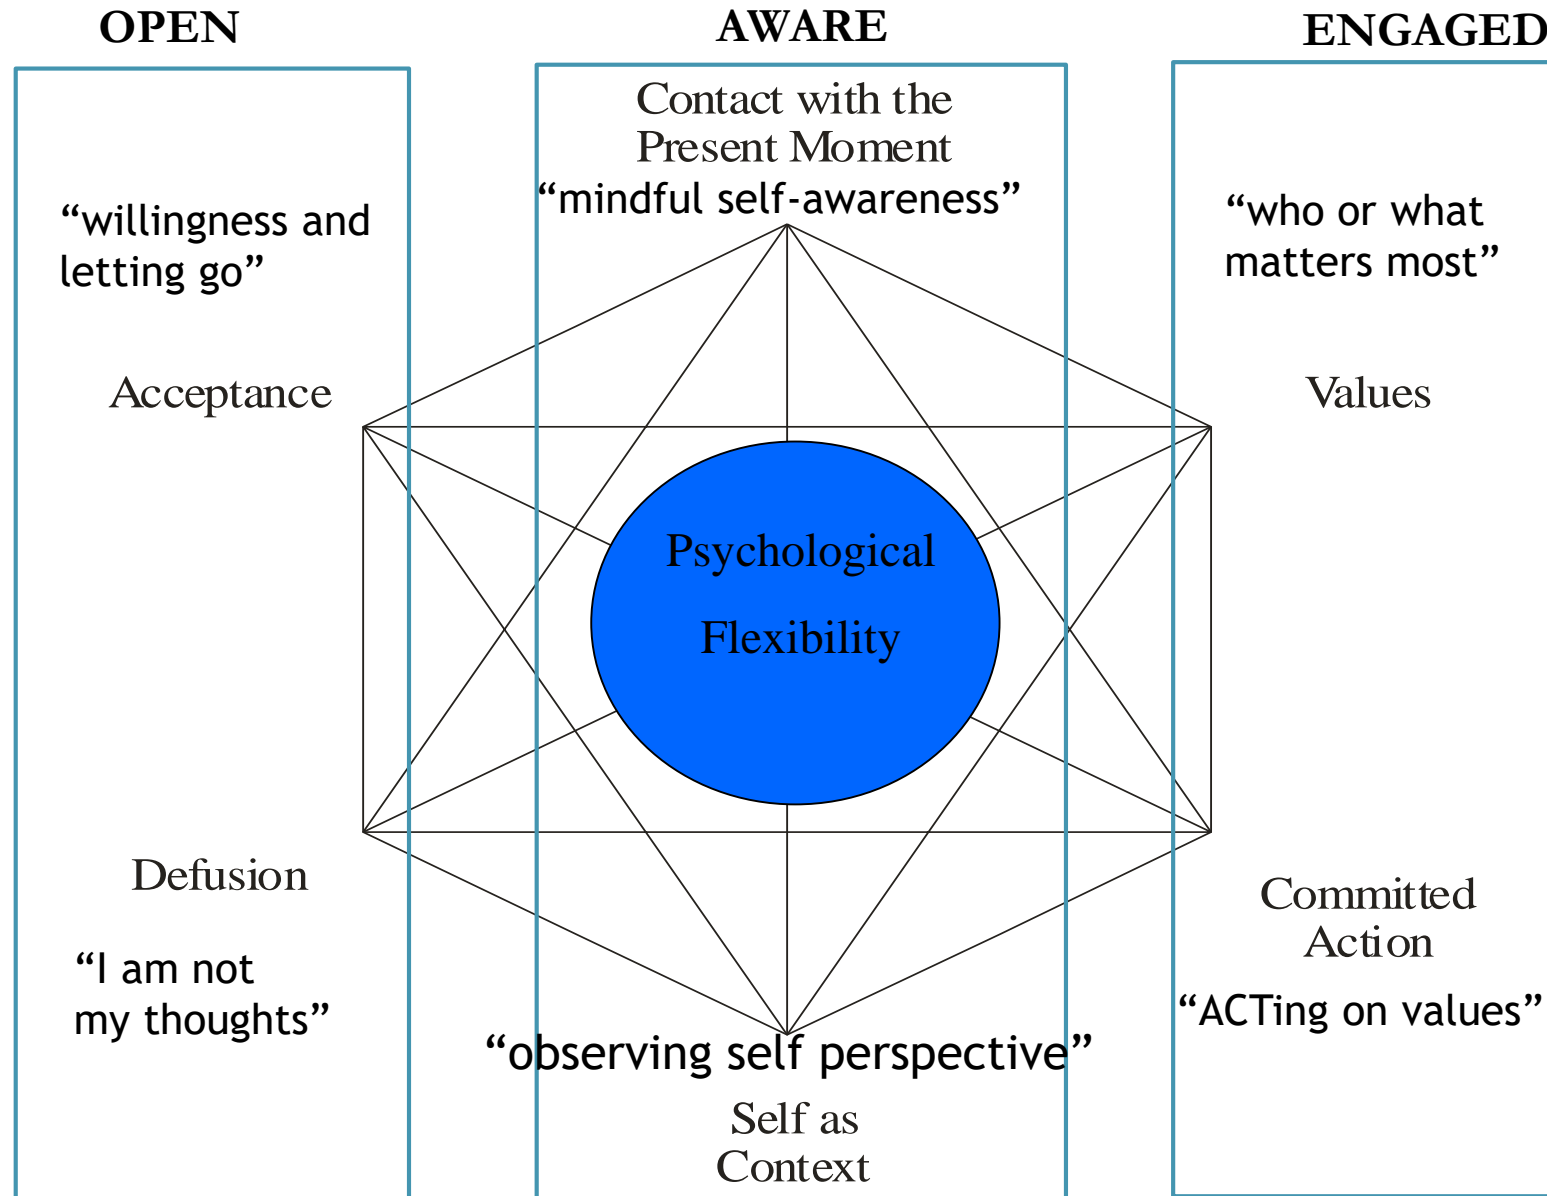 OPEN
AWARE
ENGAGED
Contact with the
Present Moment
“mindful self-awareness”
“willingness and
letting go”
“who or what
matters most”
Acceptance
Values
Psychological
Flexibility
Defusion
“I am not
my thoughts”
Committed
Action
“ACTing on values”
“observing self perspective”
Self as
Context